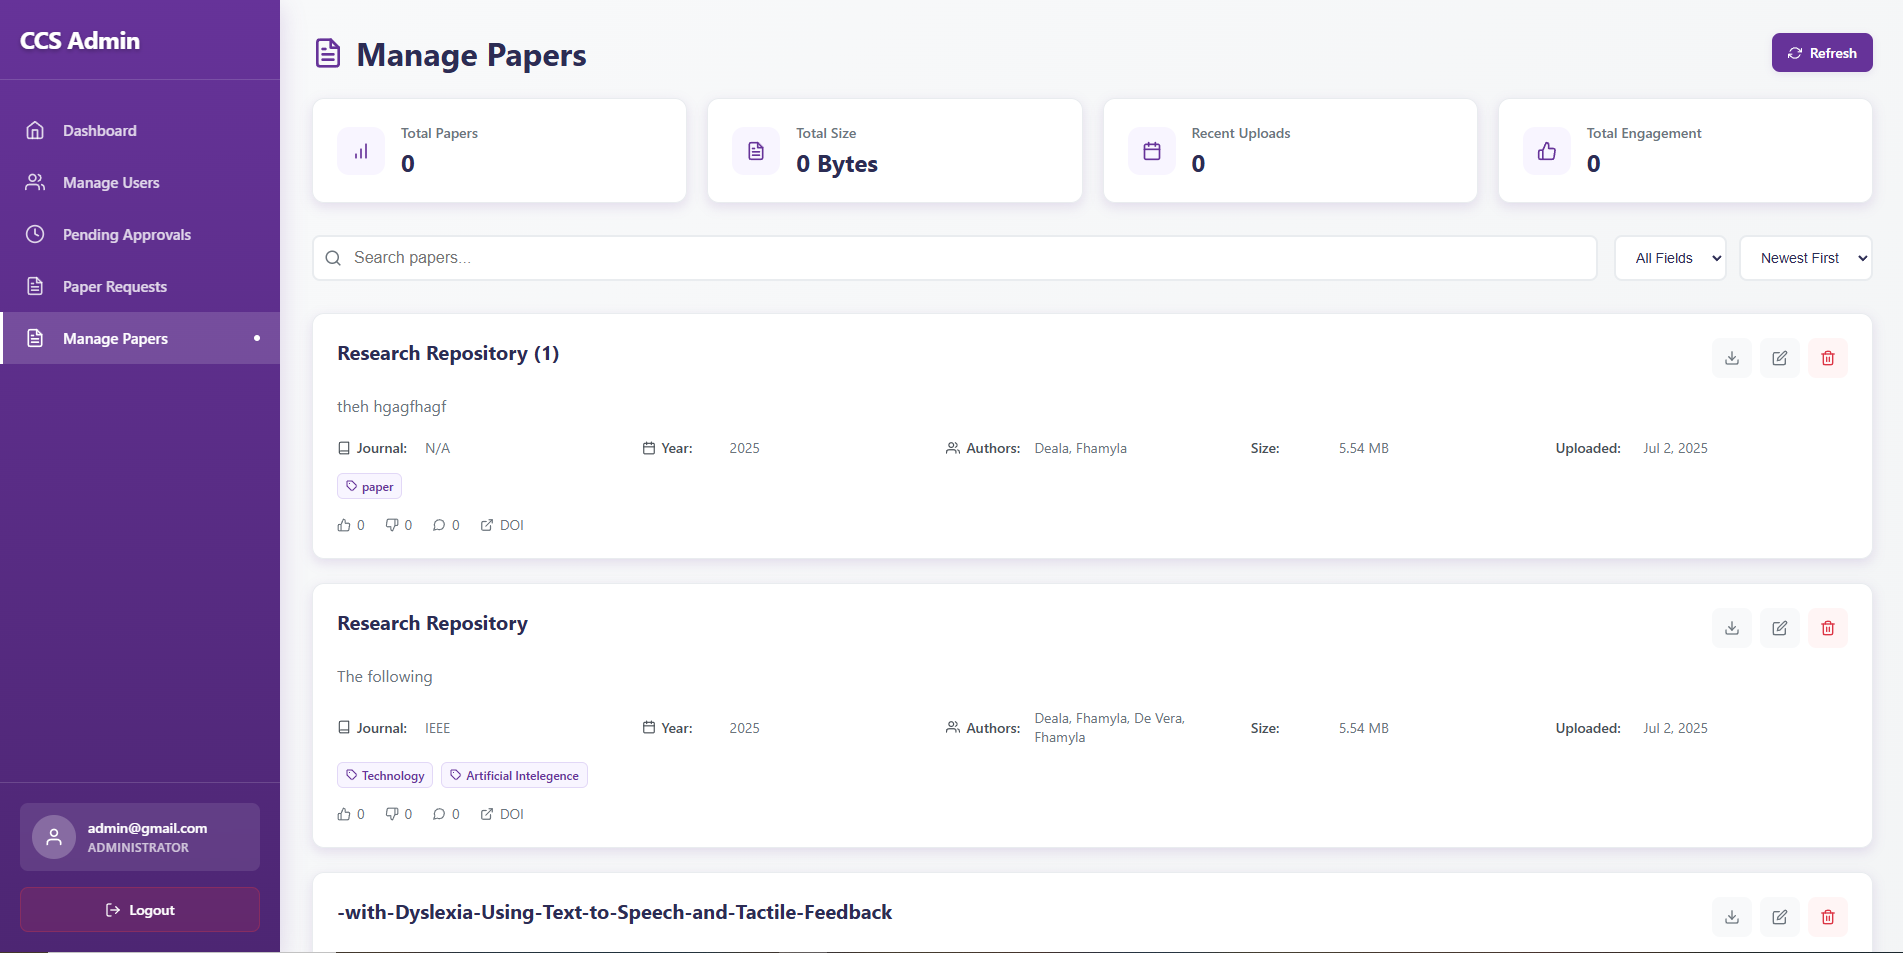 CCS Admin
Dashboard
Manage Users
Pending Approvals
Paper Requests
Manage Papers
admin@gmail.com
ADMINISTRATOR
Logout
Manage Papers
Refresh
Total Papers
0
Total Size
0 Bytes
Recent Uploads
0
Total Engagement
0
Search papers...
All Fields
Newest First
Research Repository (1)
theh hgagfhagf
Journal: N/A
Year: 2025
Authors: Deala, Fhamyla
Size: 5.54 MB
Uploaded: Jul 2, 2025
paper
0 0 0 DOI
Research Repository
The following
Journal: IEEE
Year: 2025
Authors: Deala, Fhamyla, De Vera,
Fhamyla
Size: 5.54 MB
Uploaded: Jul 2, 2025
Technology
Artificial Intelegence
0 0 0 DOI
-with-Dyslexia-Using-Text-to-Speech-and-Tactile-Feedback